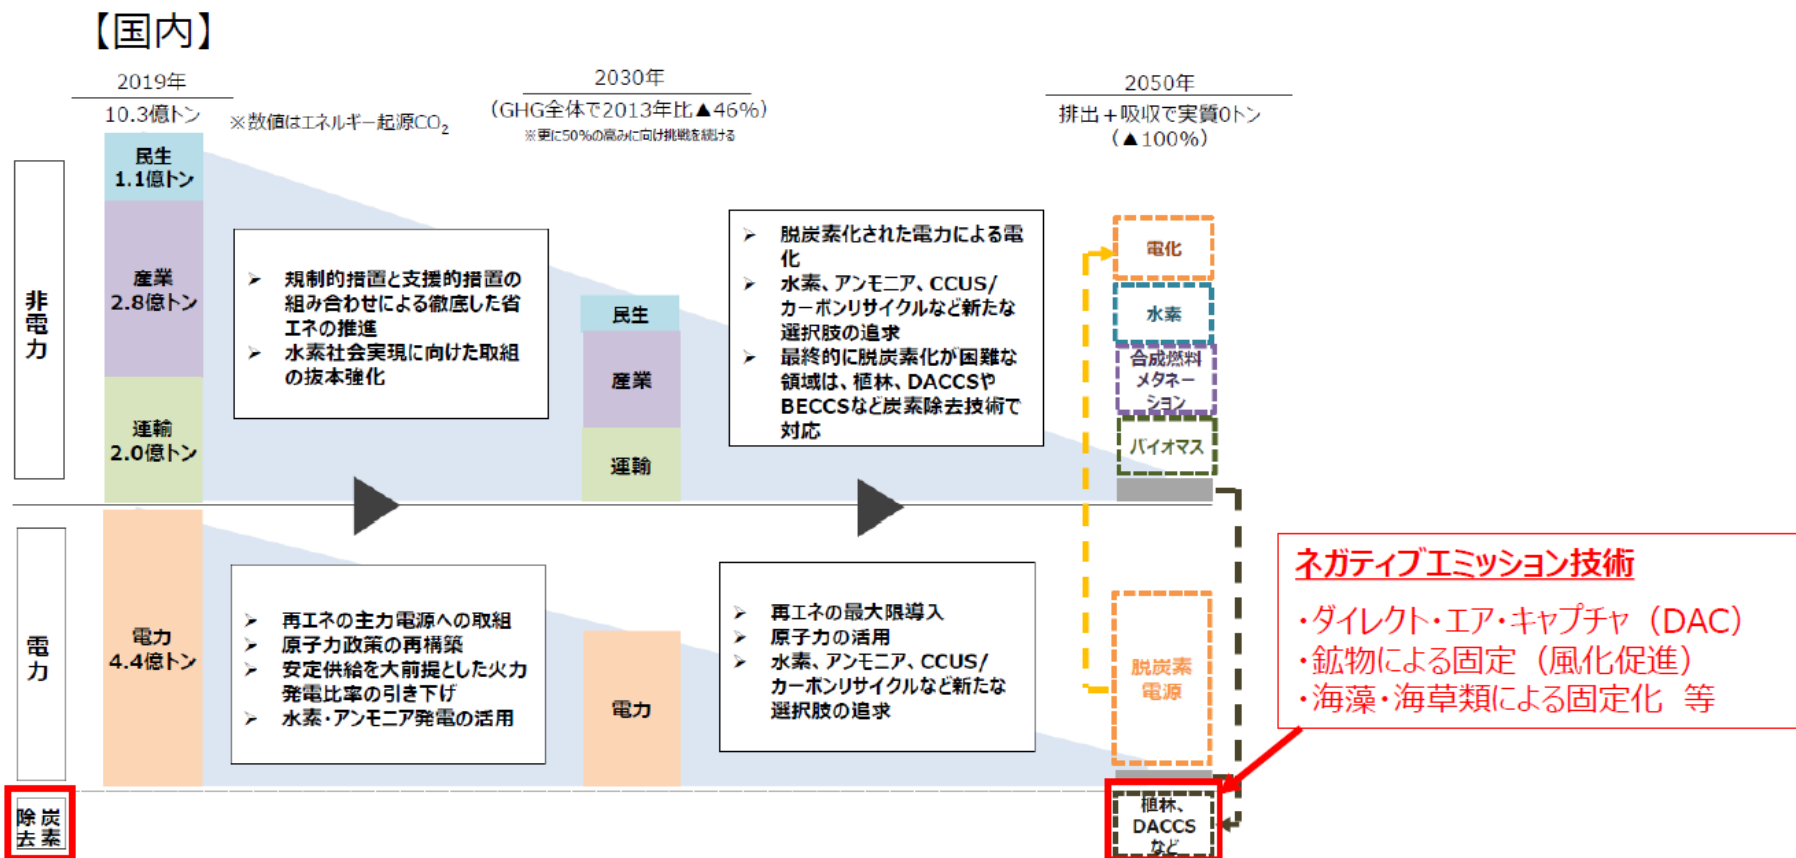 【国内】
2019年
10.3億トン
※数値はエネルギー起源CO2
2030年
(GHG全体で2013年比▲46%)
※更に50%の高みに向け挑戦を続ける
2050年
排出+吸収で実質0トン
(▲100%)
非電力
民生
1.1億トン
産業
2.8億トン
運輸
2.0億トン
➢ 規制的措置と支援的措置の
組み合わせによる徹底した省
エネの推進
➢ 水素社会実現に向けた取組
の抜本強化
民生
産業
運輸
➢ 脱炭素化された電力による電
化
➢ 水素、アンモニア、CCUS/
カーボンリサイクルなど新たな
選択肢の追求
➢ 最終的に脱炭素化が困難な
領域は、植林、DACCSや
BECCSなど炭素除去技術で
対応
電化
水素
合成燃料
メタネー
ション
バイオマス
電力
電力
4.4億トン
➢ 再エネの主力電源への取組
➢ 原子力政策の再構築
➢ 安定供給を大前提とした火力
発電比率の引き下げ
➢ 水素・アンモニア発電の活用
電力
➢ 再エネの最大限導入
➢ 原子力の活用
➢ 水素、アンモニア、CCUS/
カーボンリサイクルなど新たな
選択肢の追求
脱炭素
電源
ネガティブエミッション技術
・ダイレクト・エア・キャプチャ（DAC）
・鉱物による固定（風化促進）
・海藻・海草類による固定化　等
炭素
除去
植林、
DACCS
など